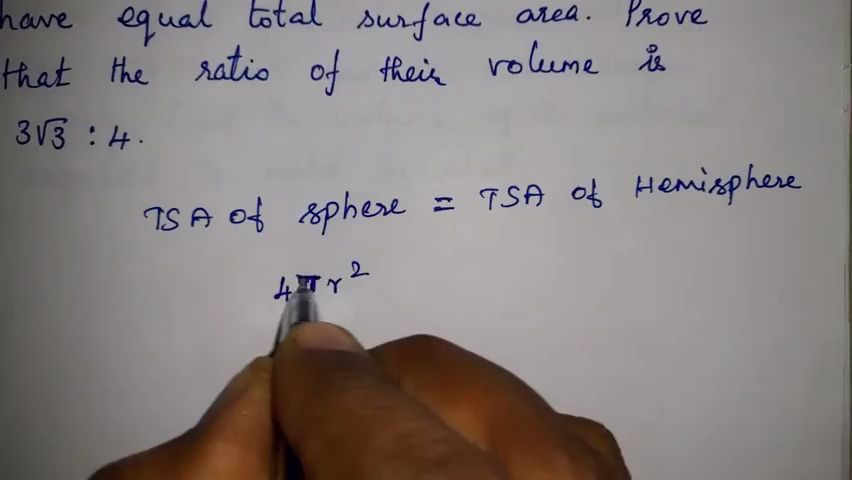 have equal total surface area. Prove
that the ratio of their volume is
3√3 : 4.
TSA of sphere = TSA of Hemisphere
4πr²